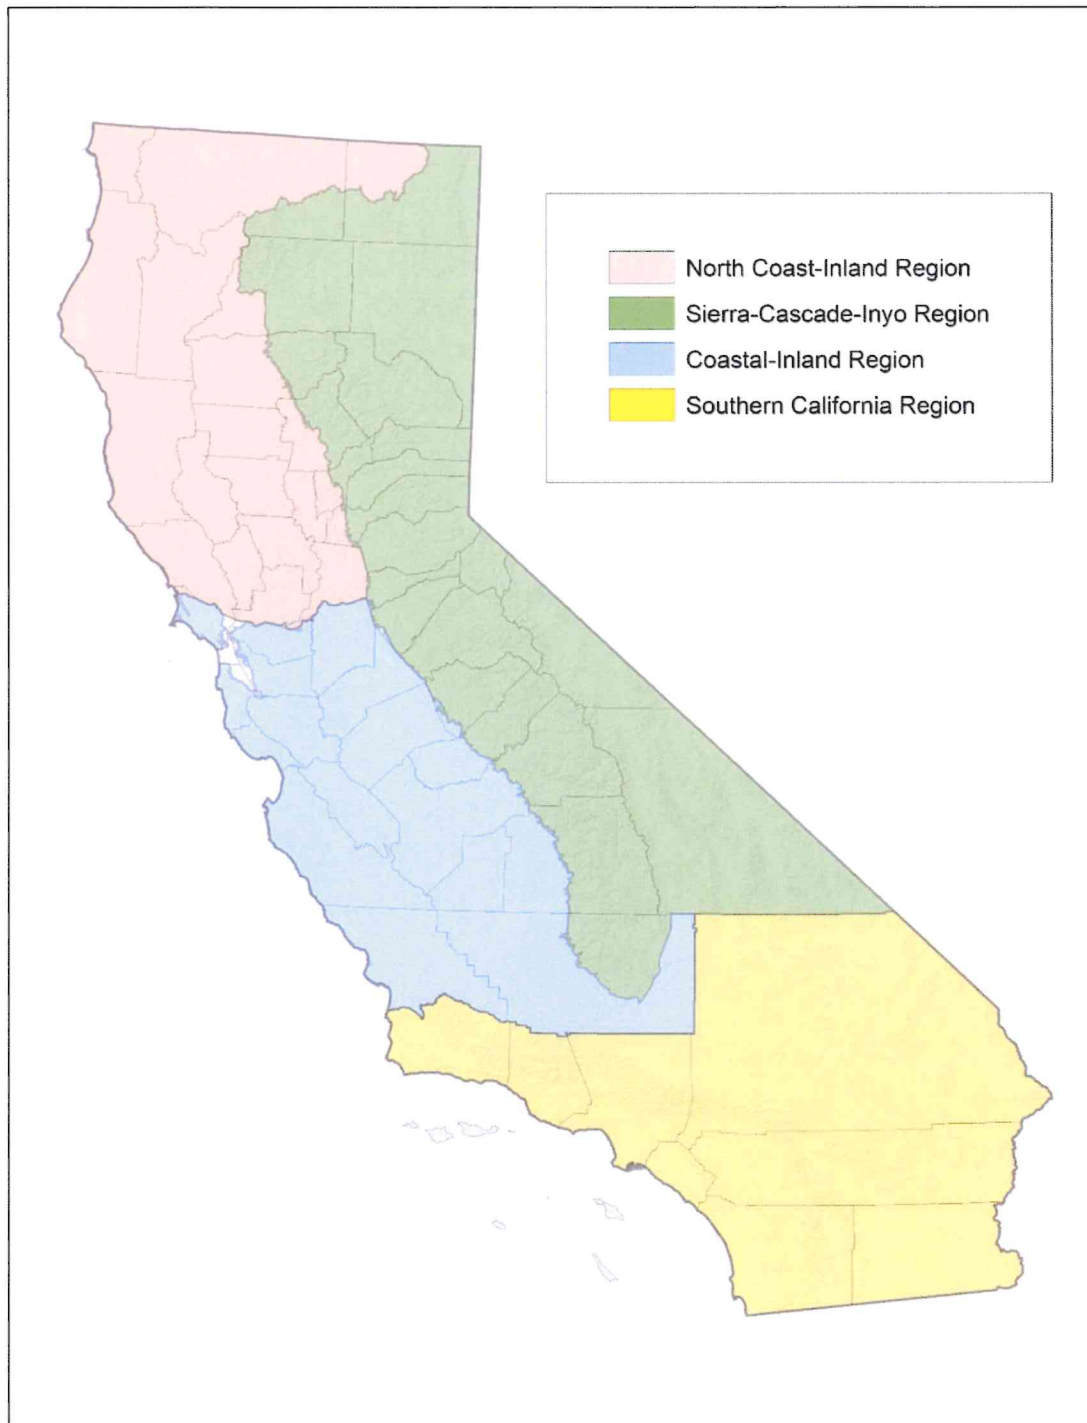 North Coast-Inland Region
Sierra-Cascade-Inyo Region
Coastal-Inland Region
Southern California Region